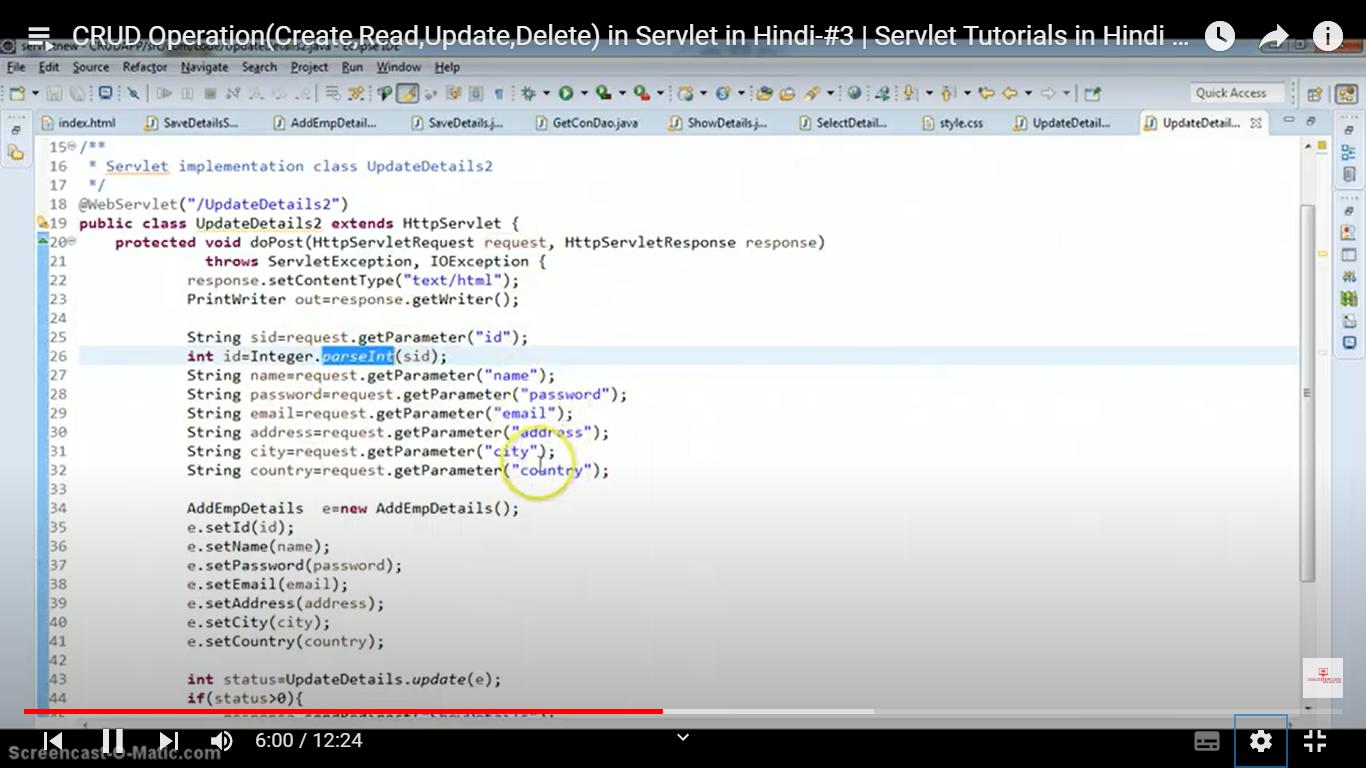 CRUD Operation(Create,Read,Update,Delete) in Servlet in Hindi-#3 | Servlet Tutorials in Hindi ...
File Edit Source Refactor Navigate Search Project Run Window Help
Quick Access
index.html SaveDetailsS... AddEmpDetail... SaveDetails.j... GetConDao.java ShowDetails.j... SelectDetail... style.css UpdateDetail... UpdateDetail...
15 /**
16 * Servlet implementation class UpdateDetails2
17 */
18 @WebServlet("/UpdateDetails2")
19 public class UpdateDetails2 extends HttpServlet {
20 protected void doPost(HttpServletRequest request, HttpServletResponse response)
21 throws ServletException, IOException {
22 response.setContentType("text/html");
23 PrintWriter out=response.getWriter();
24
25 String sid=request.getParameter("id");
26 int id=Integer.parseInt(sid);
27 String name=request.getParameter("name");
28 String password=request.getParameter("password");
29 String email=request.getParameter("email");
30 String address=request.getParameter("address");
31 String city=request.getParameter("city");
32 String country=request.getParameter("country");
33
34 AddEmpDetails e=new AddEmpDetails();
35 e.setId(id);
36 e.setName(name);
37 e.setPassword(password);
38 e.setEmail(email);
39 e.setAddress(address);
40 e.setCity(city);
41 e.setCountry(country);
42
43 int status=UpdateDetails.update(e);
44 if(status>0){
6:00 / 12:24
Screencast-O-Matic.com